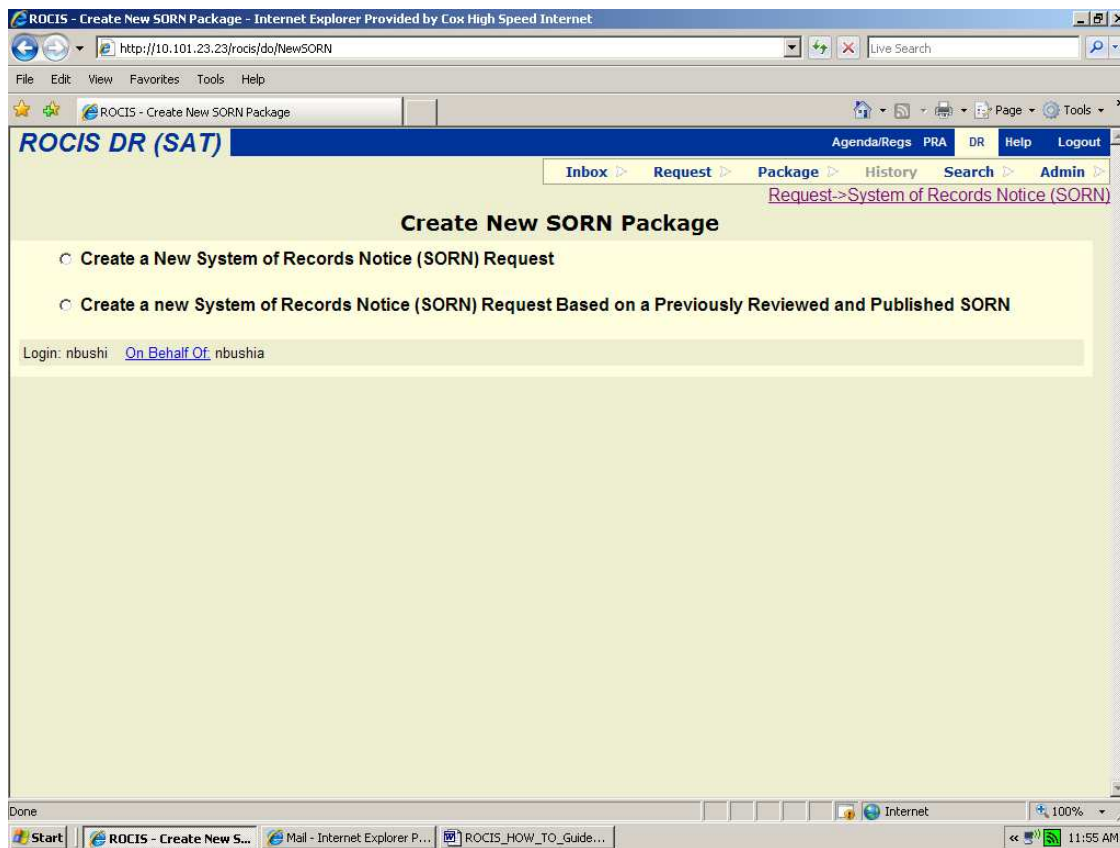 ROCIS - Create New SORN Package - Internet Explorer Provided by Cox High Speed Internet
http://10.101.23.23/rocis/do/NewSORN
Live Search
File Edit View Favorites Tools Help
ROCIS - Create New SORN Package
Page Tools
ROCIS DR (SAT)
Agenda/Regs PRA DR Help Logout
Inbox Request Package History Search Admin
Request->System of Records Notice (SORN)
Create New SORN Package
Create a New System of Records Notice (SORN) Request
Create a new System of Records Notice (SORN) Request Based on a Previously Reviewed and Published SORN
Login: nbushi On Behalf Of: nbushia
Done
Internet
100%
Start ROCIS - Create New S... Mail - Internet Explorer P... ROCIS_HOW_TO_Guide... 11:55 AM